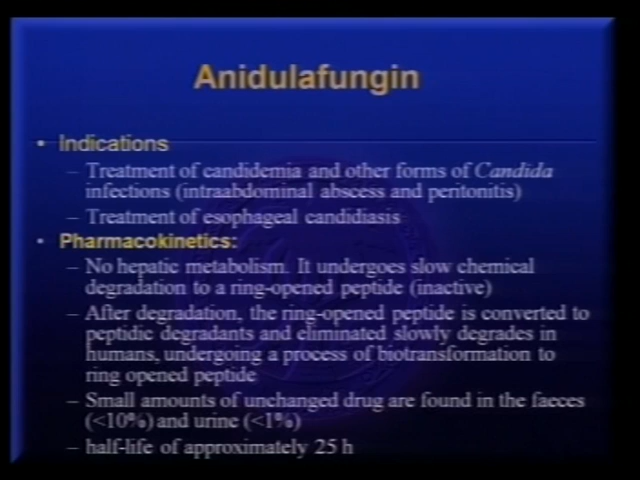 Anidulafungin
• Indications
– Treatment of candidemia and other forms of Candida
infections (intraabdominal abscess and peritonitis)
– Treatment of esophageal candidiasis
• Pharmacokinetics:
– No hepatic metabolism. It undergoes slow chemical
degradation to a ring-opened peptide (inactive)
– After degradation, the ring-opened peptide is converted to
peptidic degradants and eliminated slowly degrades in
humans, undergoing a process of biotransformation to
ring opened peptide
– Small amounts of unchanged drug are found in the faeces
(<10%) and urine (<1%)
– half-life of approximately 25 h